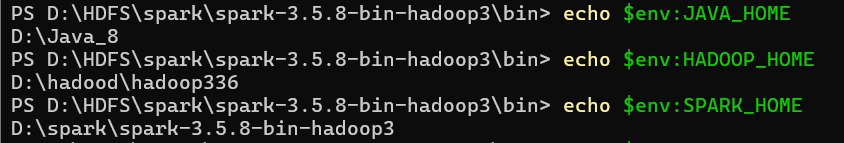 PS D:\HDFS\spark\spark-3.5.8-bin-hadoop3\bin> echo $env:JAVA_HOME
D:\Java_8
PS D:\HDFS\spark\spark-3.5.8-bin-hadoop3\bin> echo $env:HADOOP_HOME
D:\hadood\hadoop336
PS D:\HDFS\spark\spark-3.5.8-bin-hadoop3\bin> echo $env:SPARK_HOME
D:\spark\spark-3.5.8-bin-hadoop3